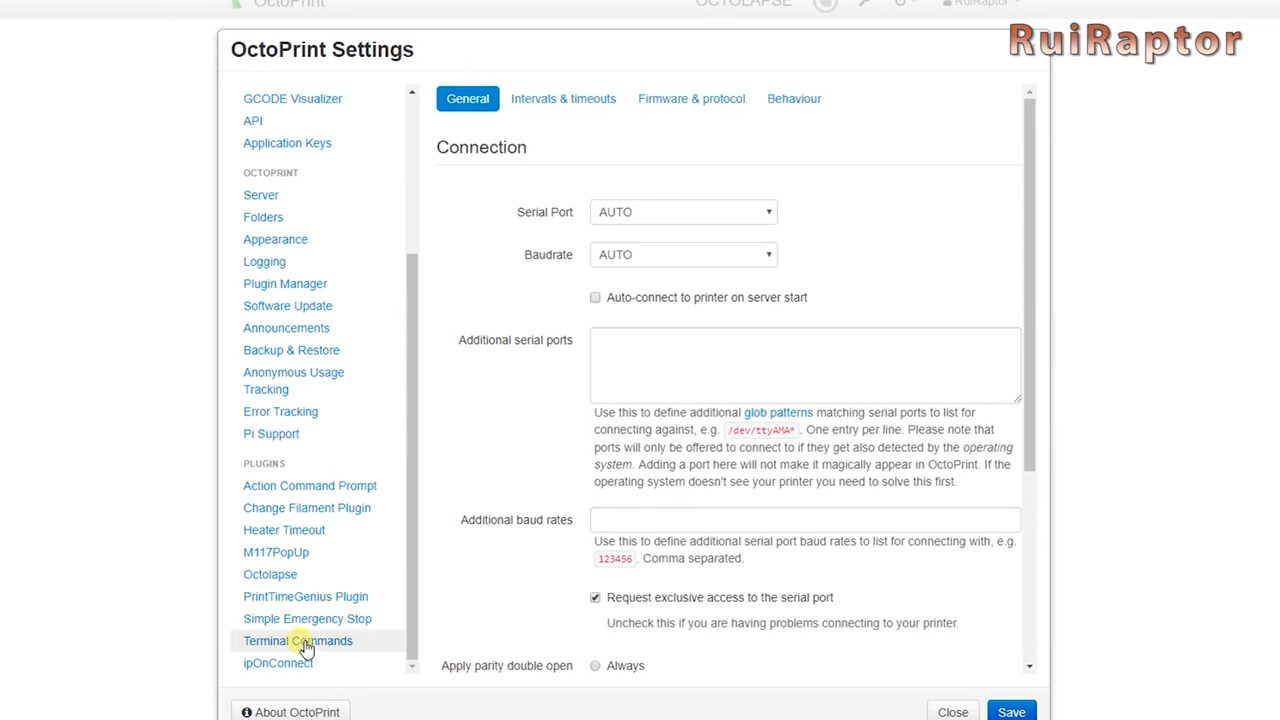 OctoPrint
OCTOLAPSE
RuiRaptor
RuiRaptor
OctoPrint Settings
GCODE Visualizer
API
Application Keys
OCTOPRINT
Server
Folders
Appearance
Logging
Plugin Manager
Software Update
Announcements
Backup & Restore
Anonymous Usage
Tracking
Error Tracking
Pi Support
PLUGINS
Action Command Prompt
Change Filament Plugin
Heater Timeout
M117PopUp
Octolapse
PrintTimeGenius Plugin
Simple Emergency Stop
Terminal Commands
ipOnConnect
About OctoPrint
General Intervals & timeouts Firmware & protocol Behaviour
Connection
Serial Port AUTO
Baudrate AUTO
Auto-connect to printer on server start
Additional serial ports
Use this to define additional glob patterns matching serial ports to list for
connecting against, e.g. /dev/ttyAMA* . One entry per line. Please note that
ports will only be offered to connect to if they get also detected by the operating
system. Adding a port here will not make it magically appear in OctoPrint. If the
operating system doesn't see your printer you need to solve this first.
Additional baud rates
Use this to define additional serial port baud rates to list for connecting with, e.g.
123456 . Comma separated.
Request exclusive access to the serial port
Uncheck this if you are having problems connecting to your printer.
Apply parity double open Always
Close Save